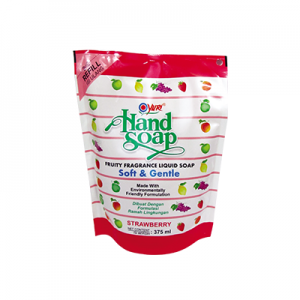 REFILL
YURI
Hand
Soap
FRUITY FRAGRANCE LIQUID SOAP
Soft & Gentle
Made With
Environmentally
Friendly Formulation
Dibuat Dengan
Formulasi
Ramah Lingkungan
STRAWBERRY
375 ml